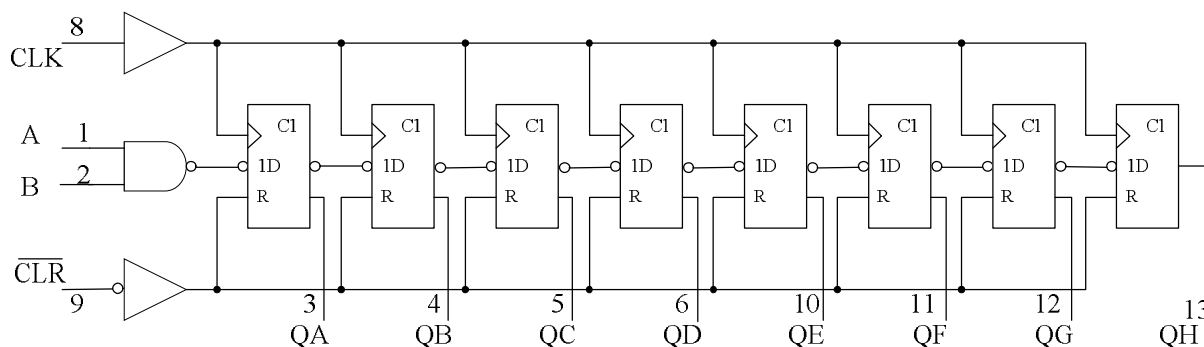 8
CLK
C1 C1 C1 C1 C1 C1 C1 C1
A 1
1D 1D 1D 1D 1D 1D 1D 1D
B 2
R R R R R R R R
CLR
9 3 4 5 6 10 11 12 13
QA QB QC QD QE QF QG QH